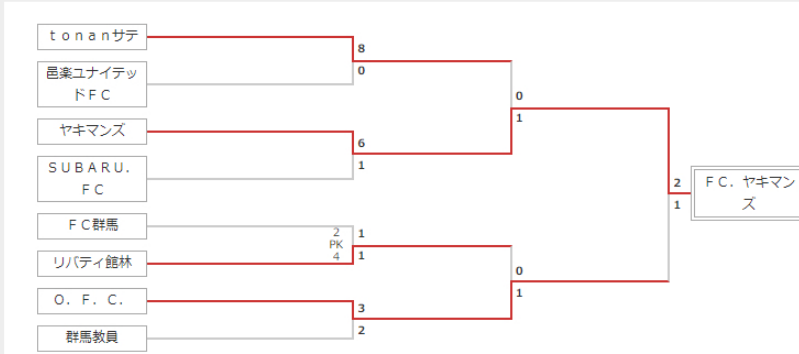 ｔｏｎａｎサテ
8
0
邑楽ユナイテッ
ドＦＣ
0
1
ヤキマンズ
6
1
ＳＵＢＡＲＵ．
ＦＣ
2
1
ＦＣ．ヤキマン
ズ
ＦＣ群馬
2
PK
4
1
1
リバティ館林
0
1
Ｏ．Ｆ．Ｃ．
3
2
群馬教員